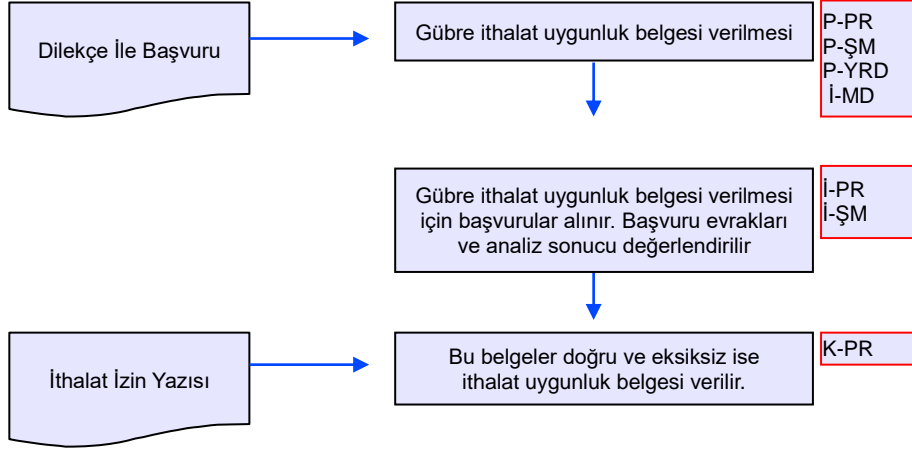 Dilekçe İle Başvuru
Gübre ithalat uygunluk belgesi verilmesi
P-PR
P-ŞM
P-YRD
İ-MD
Gübre ithalat uygunluk belgesi verilmesi
için başvurular alınır. Başvuru evrakları
ve analiz sonucu değerlendirilir
İ-PR
İ-ŞM
İthalat İzin Yazısı
Bu belgeler doğru ve eksiksiz ise
ithalat uygunluk belgesi verilir.
K-PR